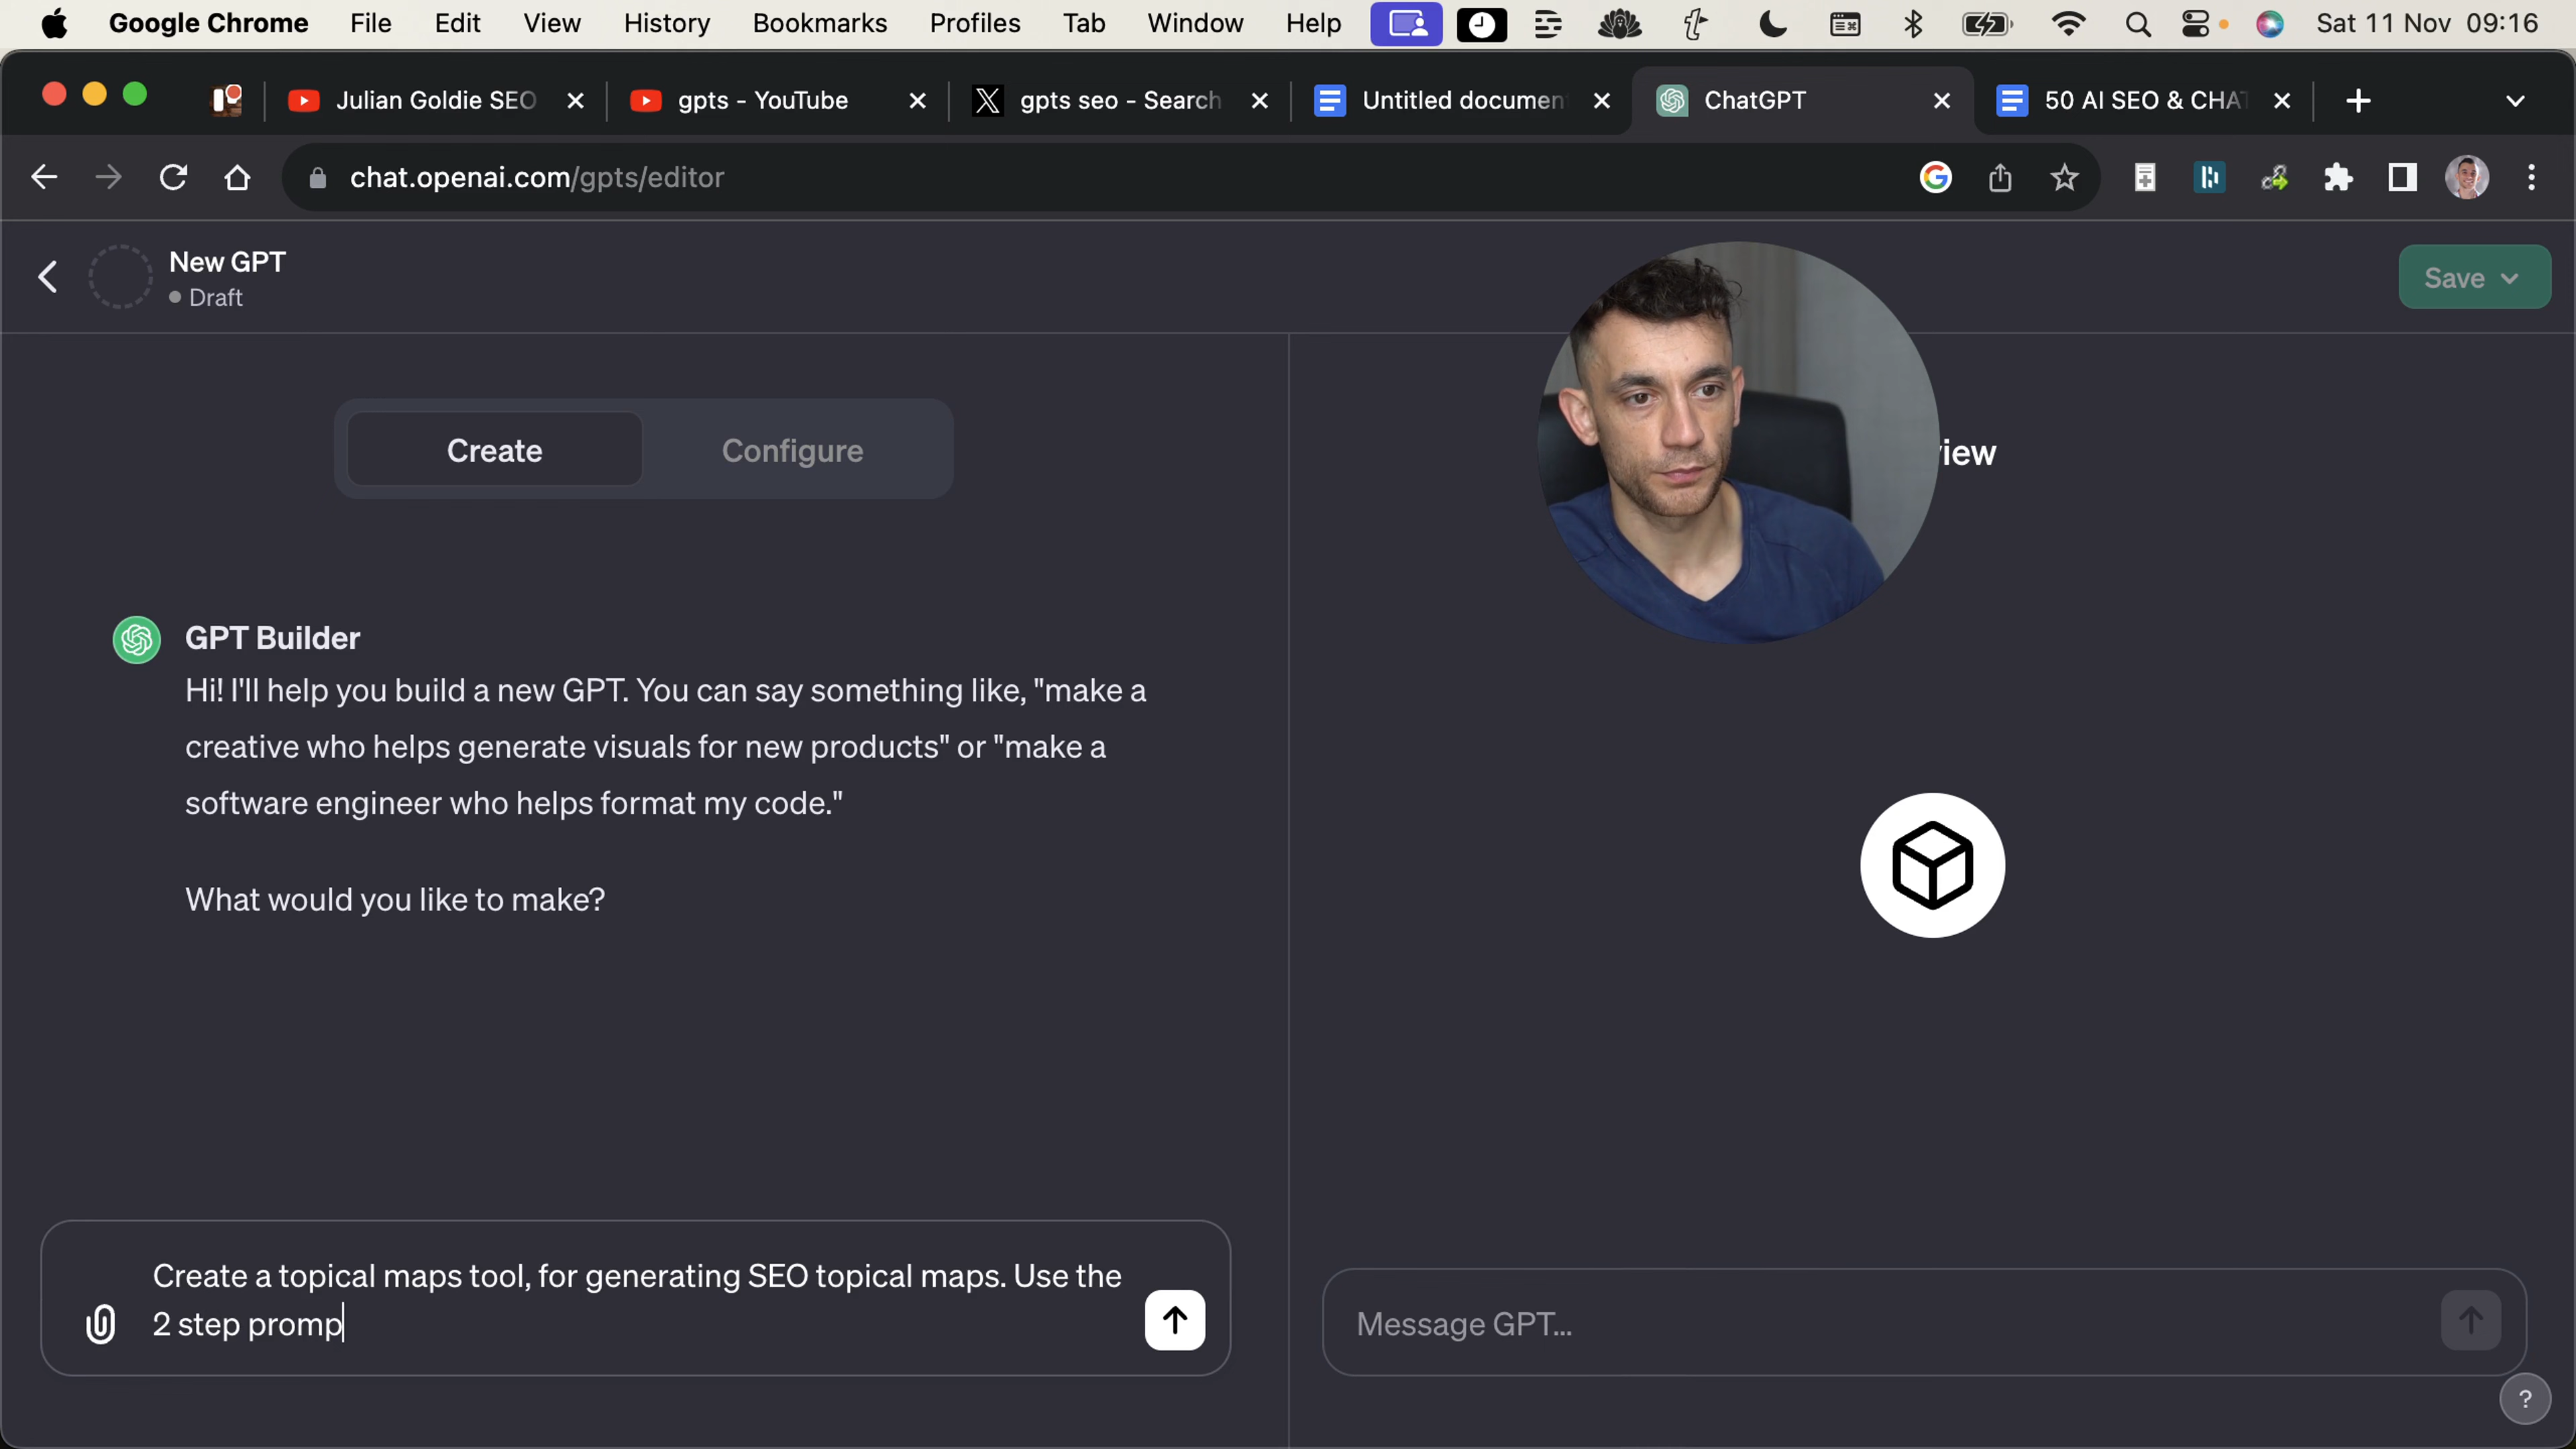 Google Chrome File Edit View History Bookmarks Profiles Tab Window Help Sat 11 Nov 09:16
Julian Goldie SEO gpts - YouTube gpts seo - Search Untitled documen ChatGPT 50 AI SEO & CHAT
chat.openai.com/gpts/editor
New GPT
Draft
Save
Create Configure
view
GPT Builder
Hi! I'll help you build a new GPT. You can say something like, "make a
creative who helps generate visuals for new products" or "make a
software engineer who helps format my code."
What would you like to make?
Create a topical maps tool, for generating SEO topical maps. Use the
2 step promp
Message GPT...
?